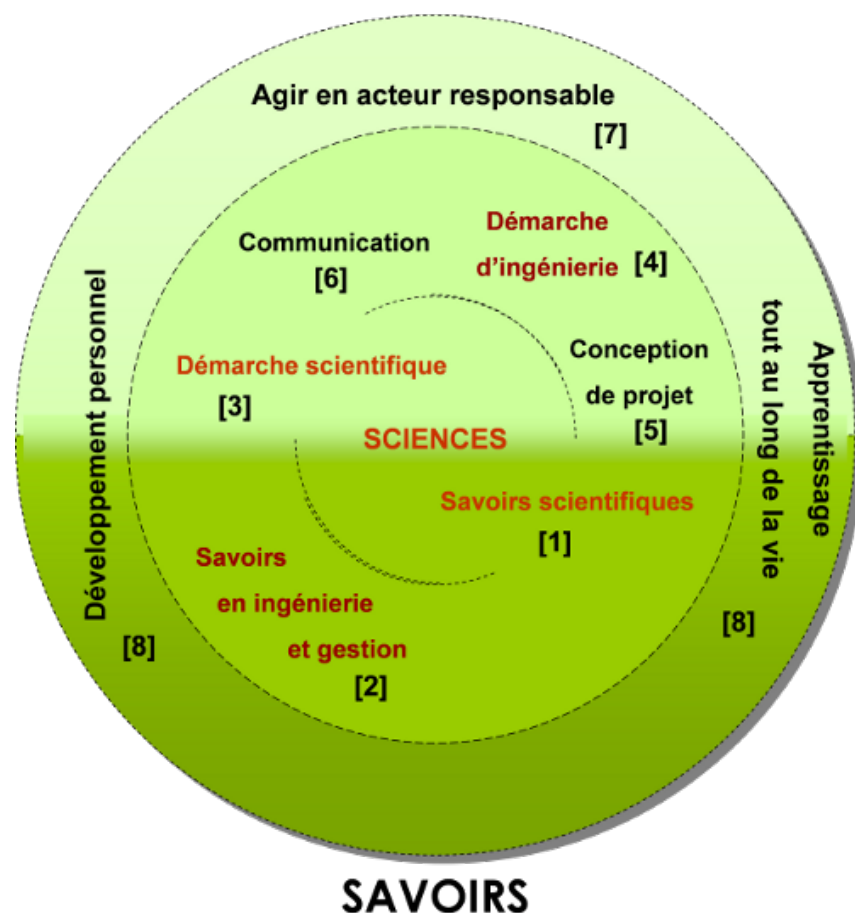 Agir en acteur responsable
[7]
Démarche
d'ingénierie [4]
Communication
[6]
Développement personnel
[8]
tout au long de la vie
Apprentissage
[8]
Démarche scientifique
[3]
Conception
de projet
[5]
SCIENCES
Savoirs scientifiques
[1]
Savoirs
en ingénierie
et gestion
[2]
SAVOIRS